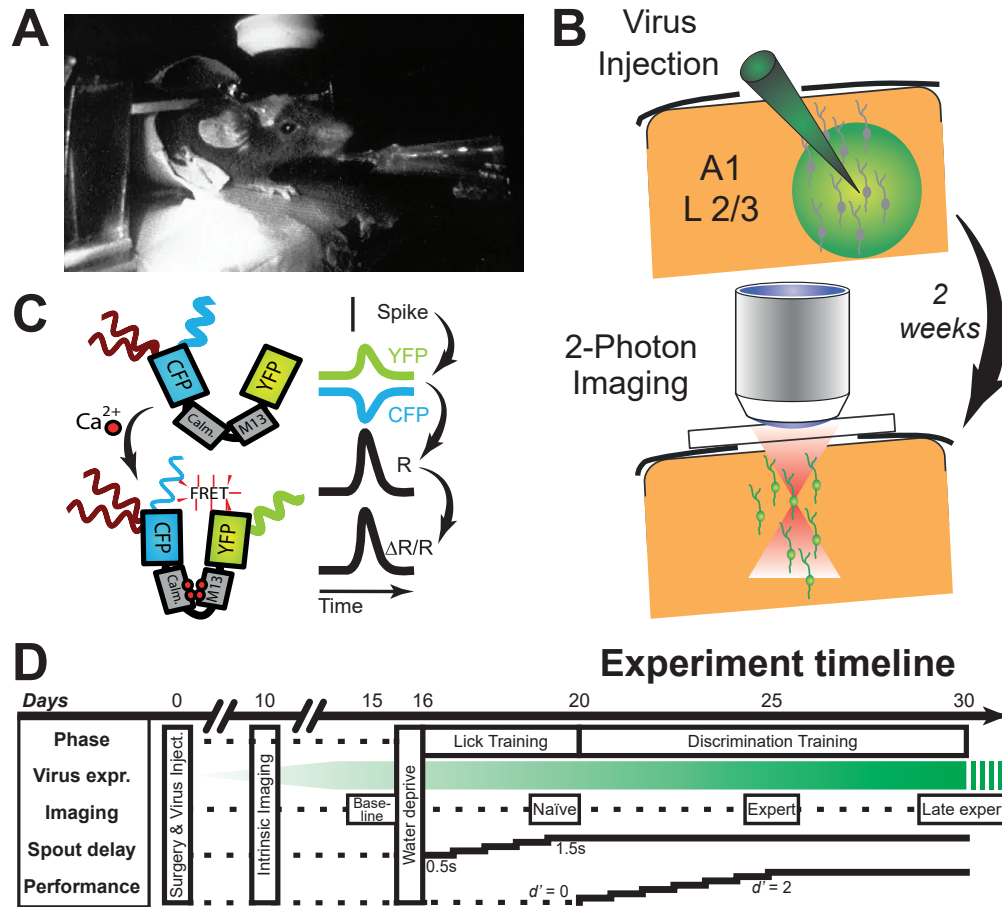 A
B
Virus
Injection
A1
L 2/3
2
weeks
2-Photon
Imaging
C
CFP
YFP
Calm.
M13
Ca2+
FRET
CFP
YFP
Calm.
M13
Spike
YFP
CFP
R
ΔR/R
Time
D
Experiment timeline
Days 0 10 15 16 20 25 30
Phase
Virus expr.
Imaging
Spout delay
Performance
Surgery & Virus Inject.
Intrinsic Imaging
Water deprive
Lick Training
Discrimination Training
Base-
line
Naïve
Expert
Late expert
0.5s
1.5s
d' = 0
d' = 2